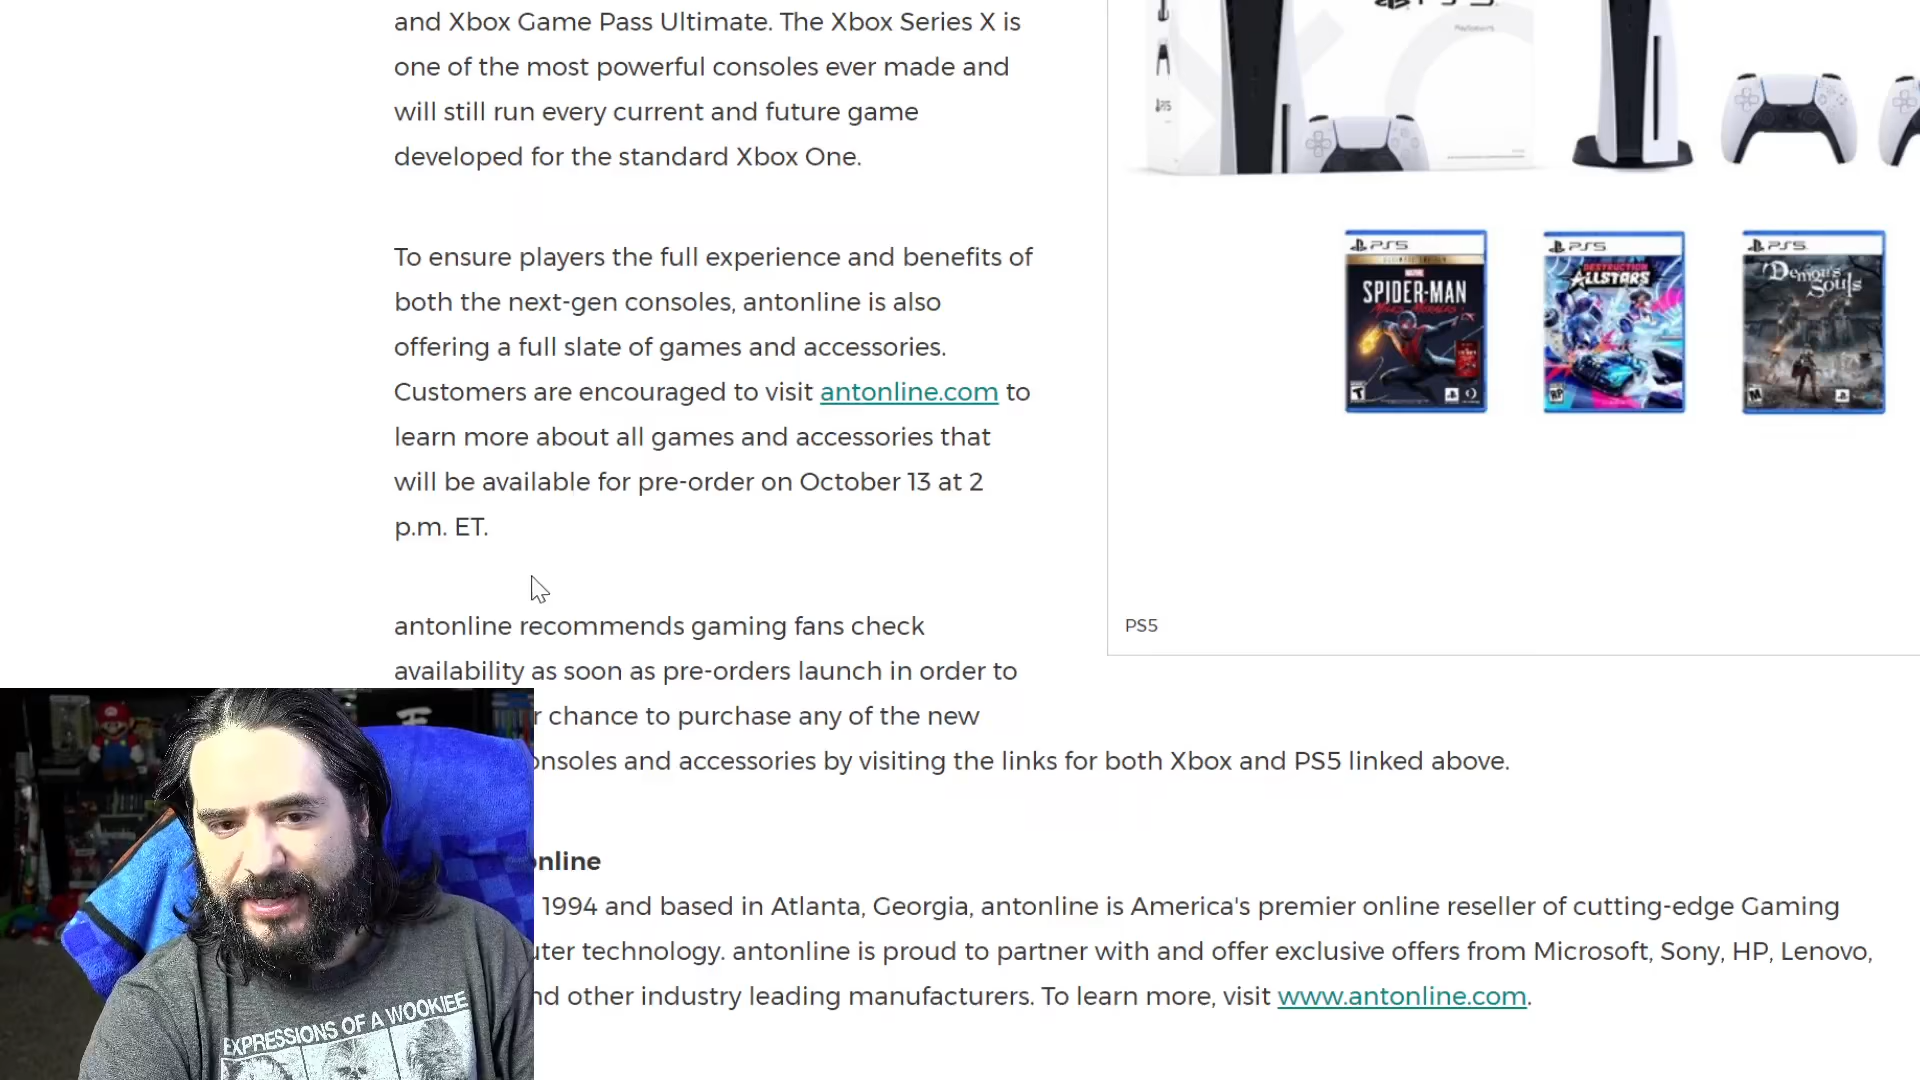 and Xbox Game Pass Ultimate. The Xbox Series X is
one of the most powerful consoles ever made and
will still run every current and future game
developed for the standard Xbox One.
To ensure players the full experience and benefits of
both the next-gen consoles, antonline is also
offering a full slate of games and accessories.
Customers are encouraged to visit antonline.com to
learn more about all games and accessories that
will be available for pre-order on October 13 at 2
p.m. ET.
antonline recommends gaming fans check
availability as soon as pre-orders launch in order to
chance to purchase any of the new
onsoles and accessories by visiting the links for both Xbox and PS5 linked above.
online
1994 and based in Atlanta, Georgia, antonline is America's premier online reseller of cutting-edge Gaming
uter technology. antonline is proud to partner with and offer exclusive offers from Microsoft, Sony, HP, Lenovo,
nd other industry leading manufacturers. To learn more, visit www.antonline.com.
PS5
PS5
MARVEL
SPIDER-MAN
MILES MORALES
T
PS5
DESTRUCTION
ALLSTARS
RP
PS5
Demon's
Souls
M
PS5
EXPRESSIONS OF A WOOKIEE